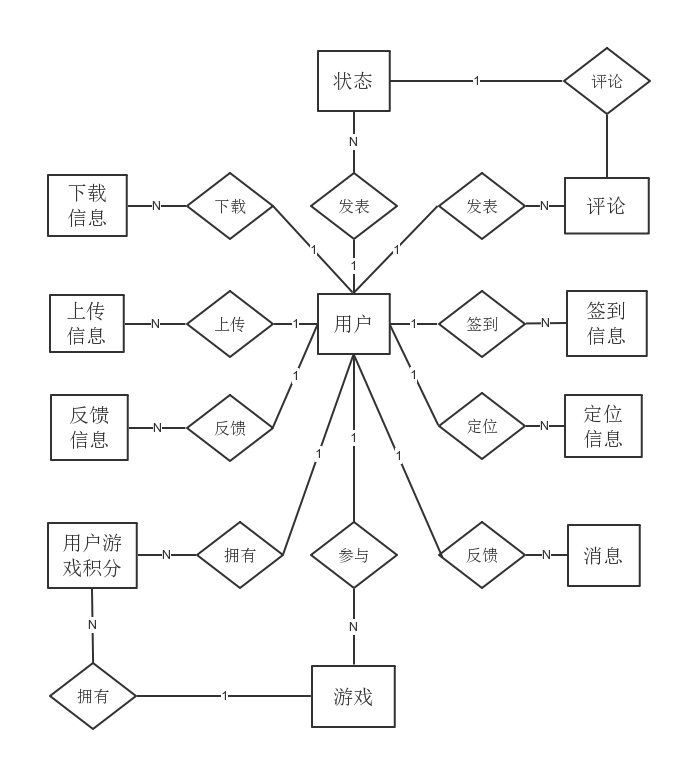 状态
1
评论
N
下载
信息
N
下载
发表
发表
N
评论
1
1
1
上传
信息
N
上传
1
用户
1
签到
N
签到
信息
1
1
反馈
信息
N
反馈
定位
N
定位
信息
1
1
1
用户游
戏积分
N
拥有
参与
反馈
N
消息
N
N
拥有
1
游戏